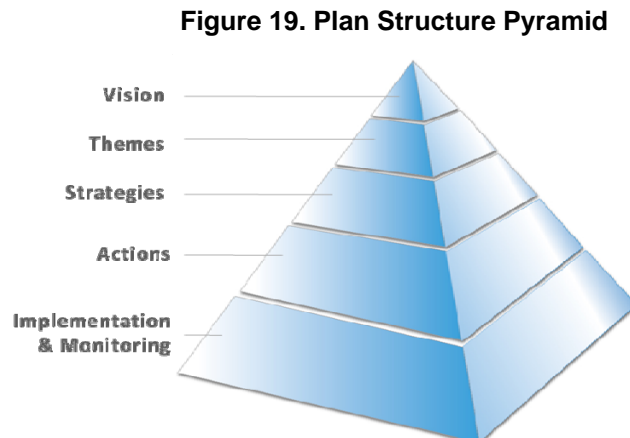 Figure 19. Plan Structure Pyramid
Vision
Themes
Strategies
Actions
Implementation
& Monitoring